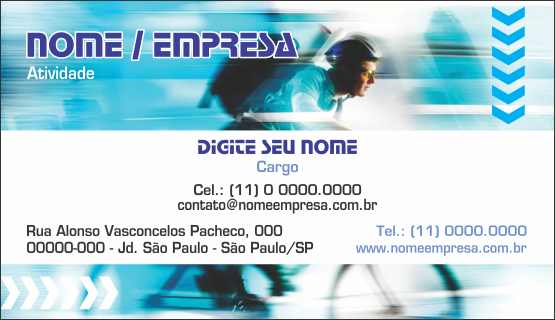 NOME / EMPRESA
Atividade
DIGITE SEU NOME
Cargo
Cel.: (11) 0 0000.0000
contato@nomeempresa.com.br
Rua Alonso Vasconcelos Pacheco, 000
00000-000 - Jd. São Paulo - São Paulo/SP
Tel.: (11) 0000.0000
www.nomeempresa.com.br